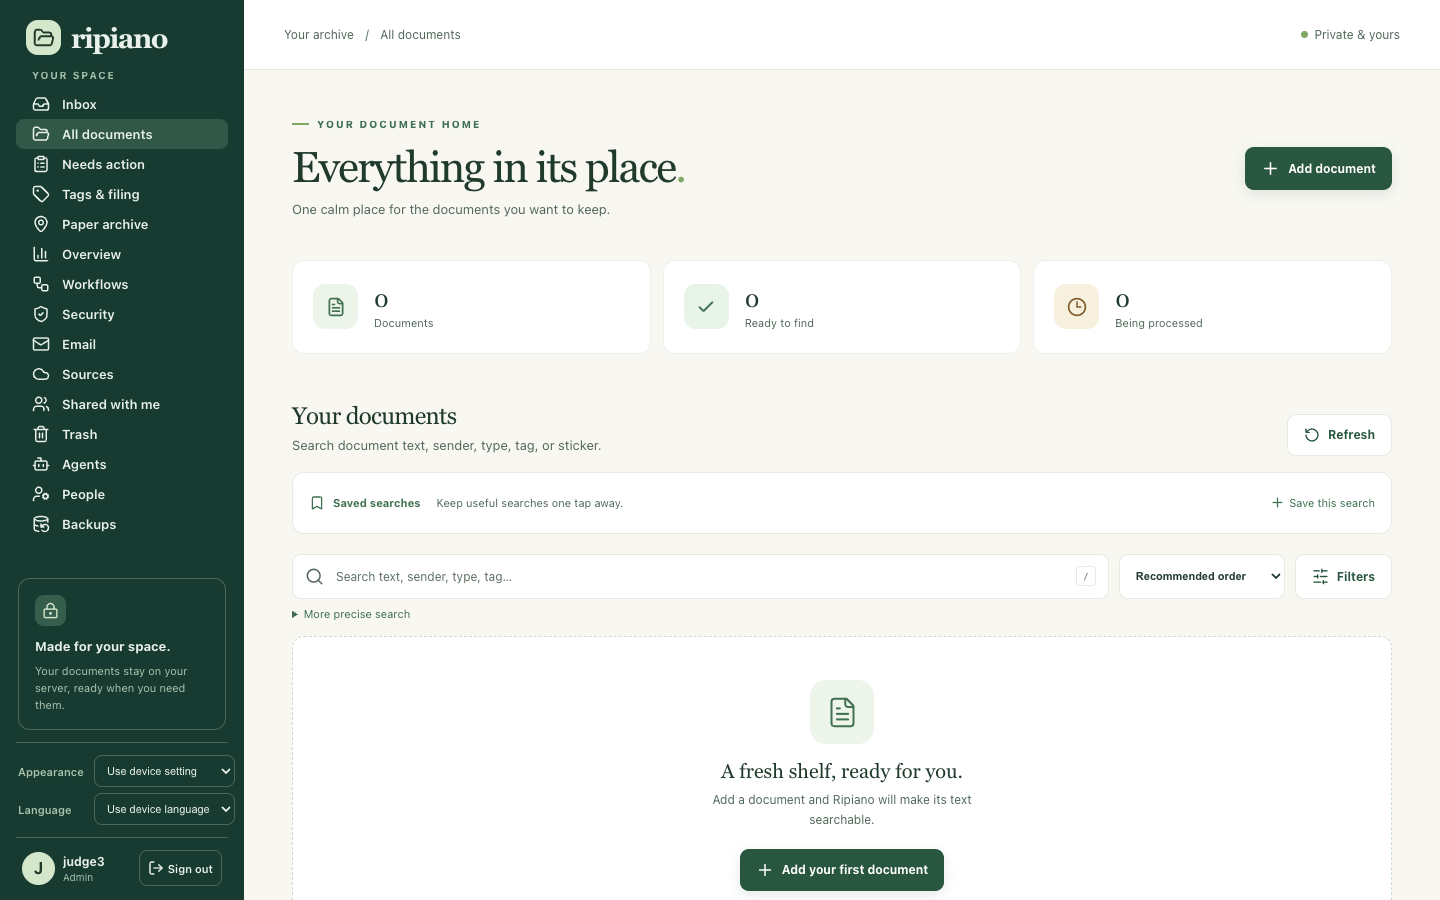 ripiano
YOUR SPACE
Inbox
All documents
Needs action
Tags & filing
Paper archive
Overview
Workflows
Security
Email
Sources
Shared with me
Trash
Agents
People
Backups
Made for your space.
Your documents stay on your
server, ready when you need
them.
Appearance
Use device setting
Language
Use device language
J
judge3
Admin
Sign out
Your archive / All documents
Private & yours
YOUR DOCUMENT HOME
Everything in its place.
One calm place for the documents you want to keep.
Add document
0
Documents
0
Ready to find
0
Being processed
Your documents
Search document text, sender, type, tag, or sticker.
Refresh
Saved searches
Keep useful searches one tap away.
Save this search
Search text, sender, type, tag...
/
Recommended order
Filters
More precise search
A fresh shelf, ready for you.
Add a document and Ripiano will make its text
searchable.
Add your first document